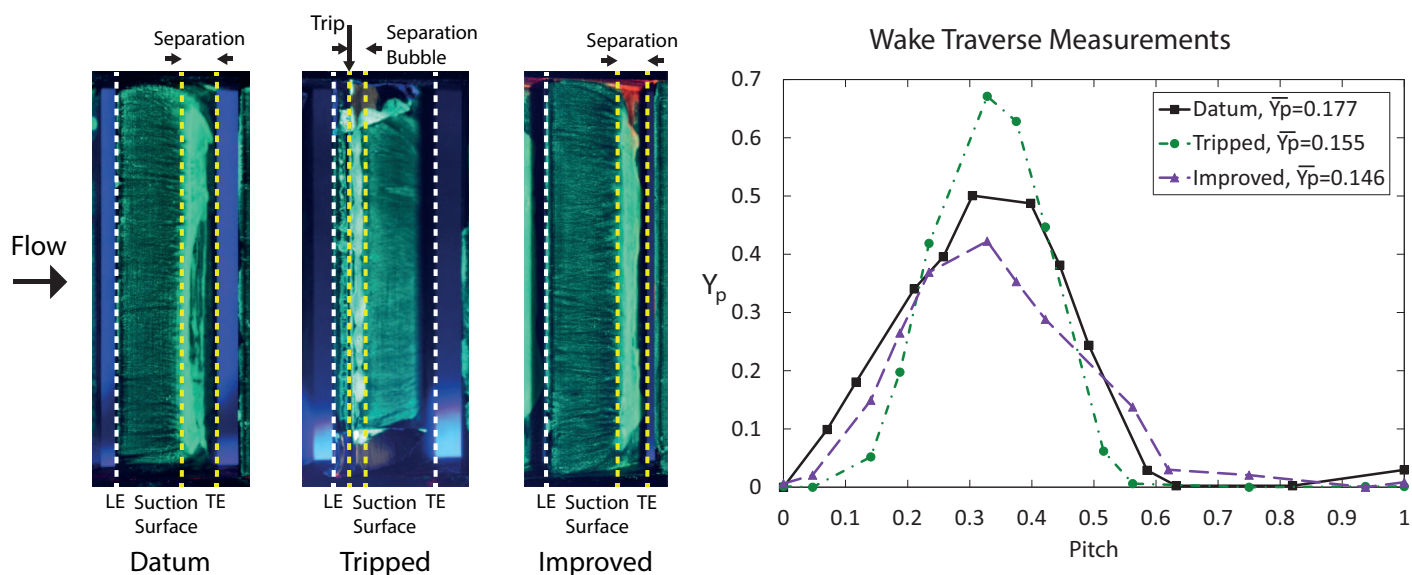 Flow
Separation
LE Suction TE
Surface
Datum
Trip
Separation
Bubble
LE Suction TE
Surface
Tripped
Separation
LE Suction TE
Surface
Improved
Wake Traverse Measurements
Yp
0.7
0.6
0.5
0.4
0.3
0.2
0.1
0
Datum, Y̅p=0.177
Tripped, Y̅p=0.155
Improved, Y̅p=0.146
0 0.1 0.2 0.3 0.4 0.5 0.6 0.7 0.8 0.9 1
Pitch